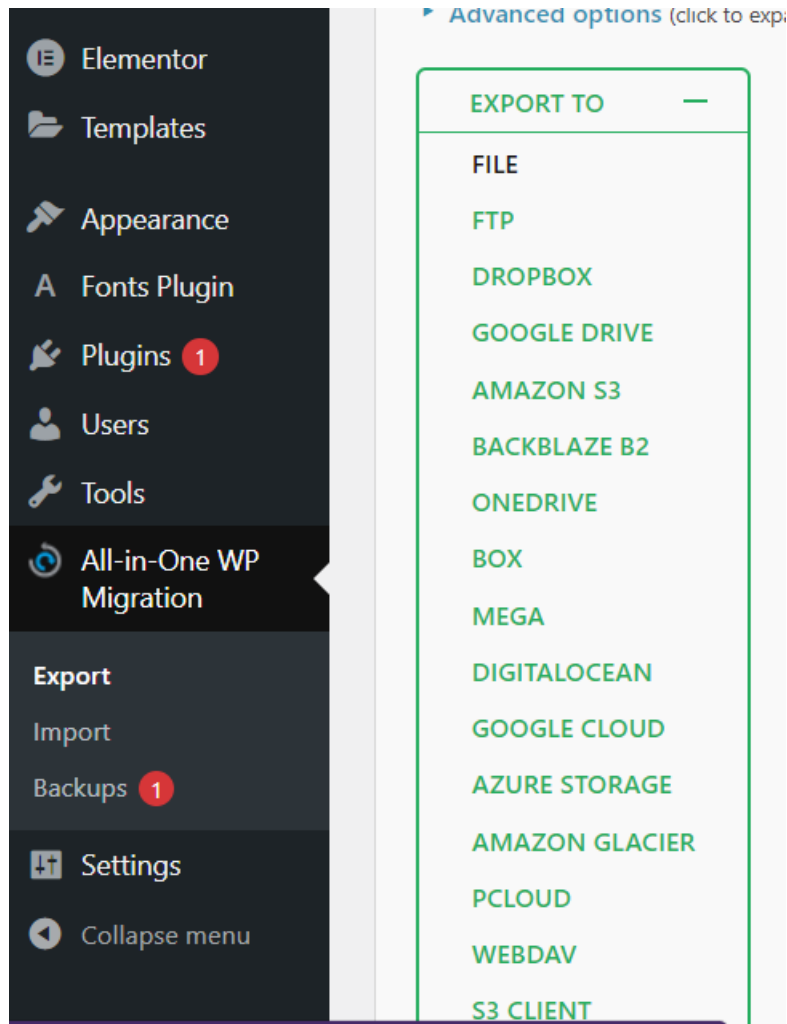 Elementor
Templates
Appearance
A Fonts Plugin
Plugins 1
Users
Tools
All-in-One WP
Migration
Export
Import
Backups 1
Settings
Collapse menu
Advanced options (click to expa
EXPORT TO
FILE
FTP
DROPBOX
GOOGLE DRIVE
AMAZON S3
BACKBLAZE B2
ONEDRIVE
BOX
MEGA
DIGITALOCEAN
GOOGLE CLOUD
AZURE STORAGE
AMAZON GLACIER
PCLOUD
WEBDAV
S3 CLIENT